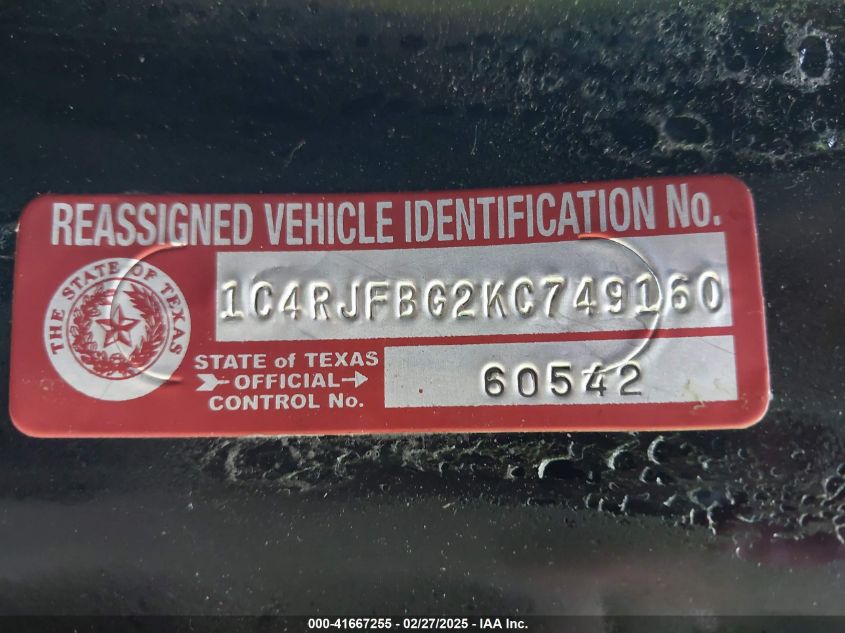 REASSIGNED VEHICLE IDENTIFICATION No.
1C4RJFBG2KC749160
THE STATE OF TEXAS
STATE of TEXAS
OFFICIAL
CONTROL No.
60542
000-41667255 - 02/27/2025 - IAA Inc.